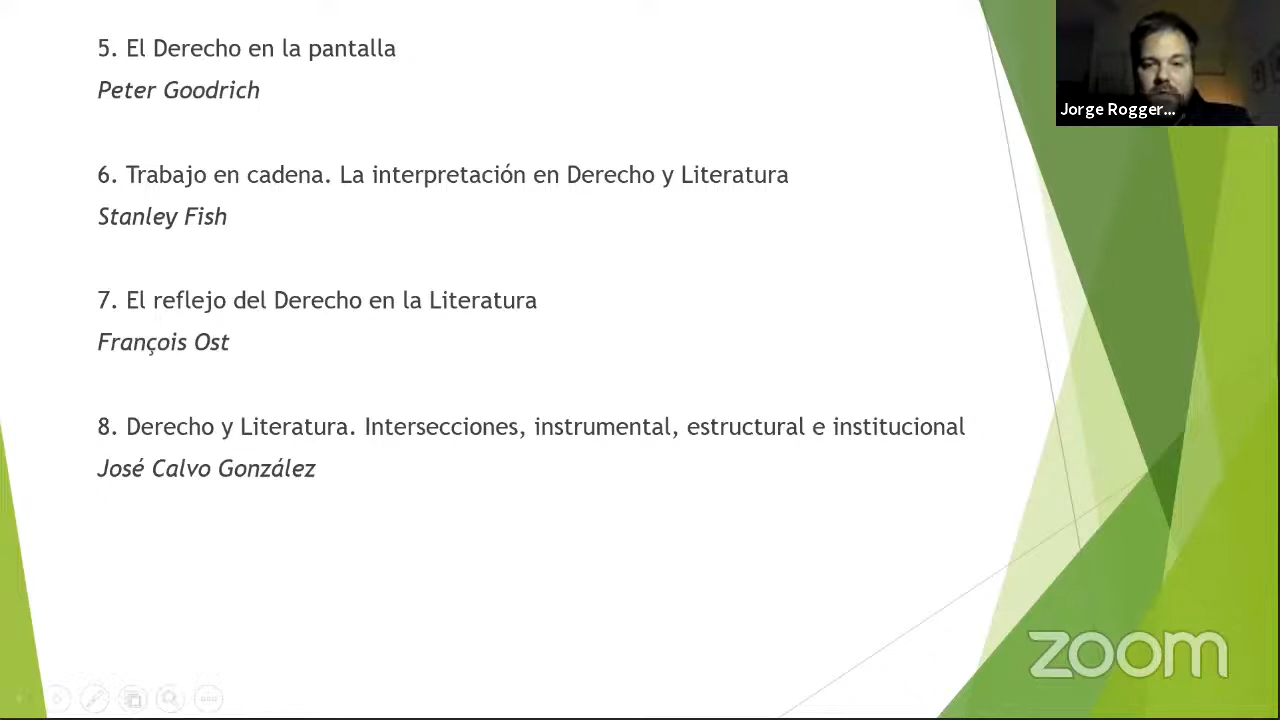 5. El Derecho en la pantalla
Peter Goodrich
Jorge Rogger...
6. Trabajo en cadena. La interpretación en Derecho y Literatura
Stanley Fish
7. El reflejo del Derecho en la Literatura
François Ost
8. Derecho y Literatura. Intersecciones, instrumental, estructural e institucional
José Calvo González
zoom